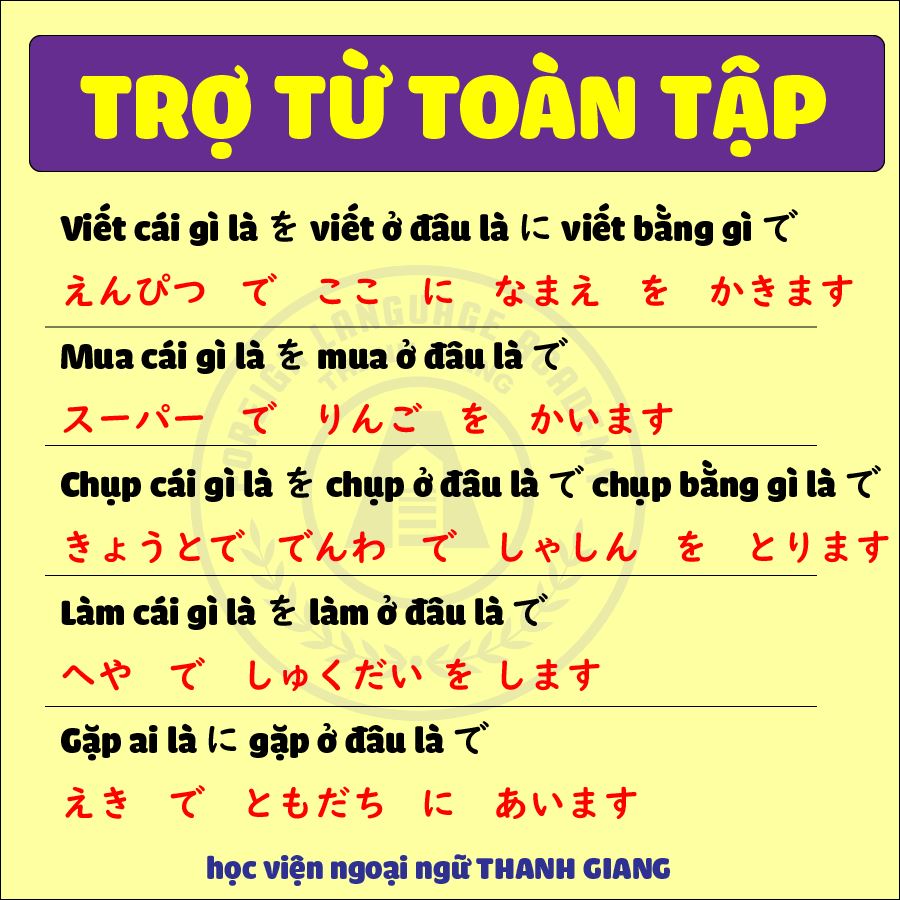 TRỢ TỪ TOÀN TẬP
Viết cái gì là を viết ở đâu là に viết bằng gì で
えんぴつ で ここ に なまえ を かきます
Mua cái gì là を mua ở đâu là で
スーパー で りんご を かいます
Chụp cái gì là を chụp ở đâu là で chụp bằng gì là で
きょうとで でんわ で しゃしん を とります
Làm cái gì là を làm ở đâu là で
へや で しゅくだい を します
Gặp ai là に gặp ở đâu là で
えき で ともだち に あいます
học viện ngoại ngữ THANH GIANG